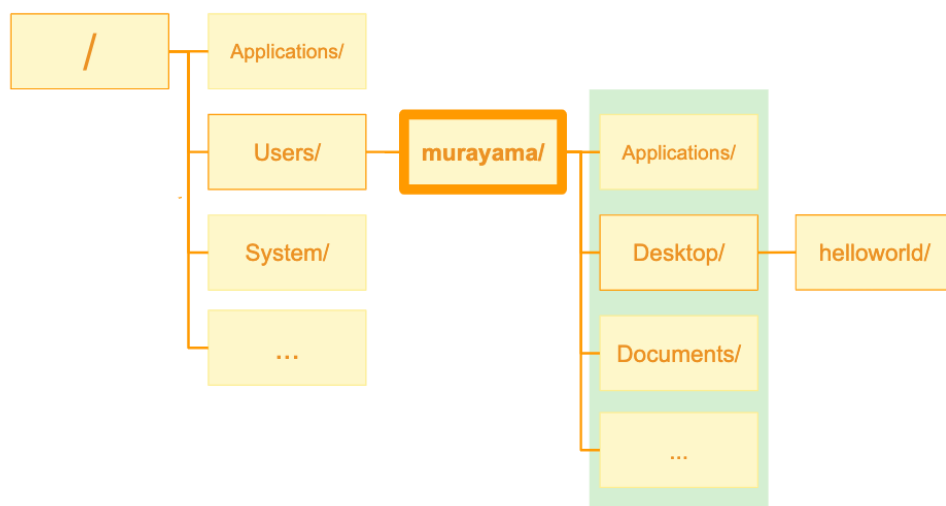 /
Applications/
Users/
System/
...
murayama/
Applications/
Desktop/
Documents/
...
helloworld/